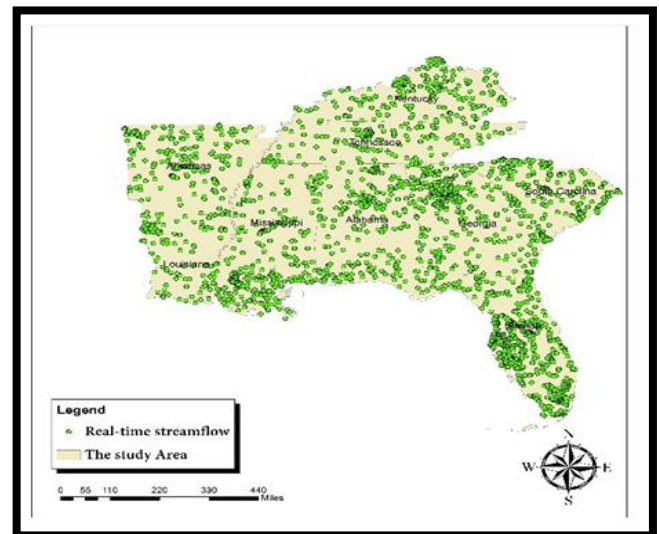 Kentucky
Tennessee
Arkansas
South Carolina
Mississippi
Alabama
Georgia
Louisiana
Legend
Real-time streamflow
The study Area
N
W E
S
0 55 110 220 330 440
Miles